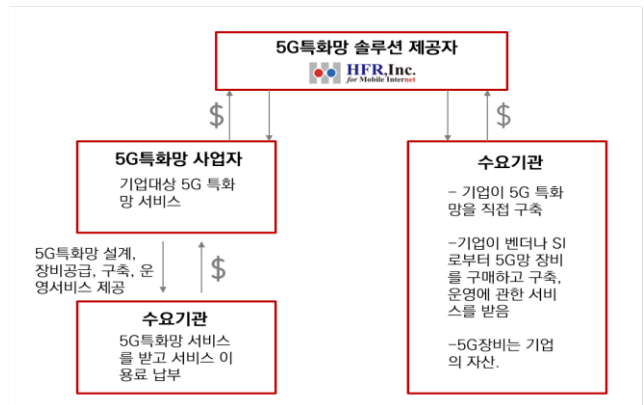 5G특화망 솔루션 제공자
HFR,Inc.
for Mobile Internet
$
$
5G특화망 사업자
기업대상 5G 특화
망 서비스
5G특화망 설계,
장비공급, 구축, 운
영서비스 제공
$
수요기관
5G특화망 서비스
를 받고 서비스 이
용료 납부
수요기관
- 기업이 5G 특화
망을 직접 구축
-기업이 벤더나 SI
로부터 5G망 장비
를 구매하고 구축,
운영에 관한 서비
스를 받음
-5G장비는 기업
의 자산.